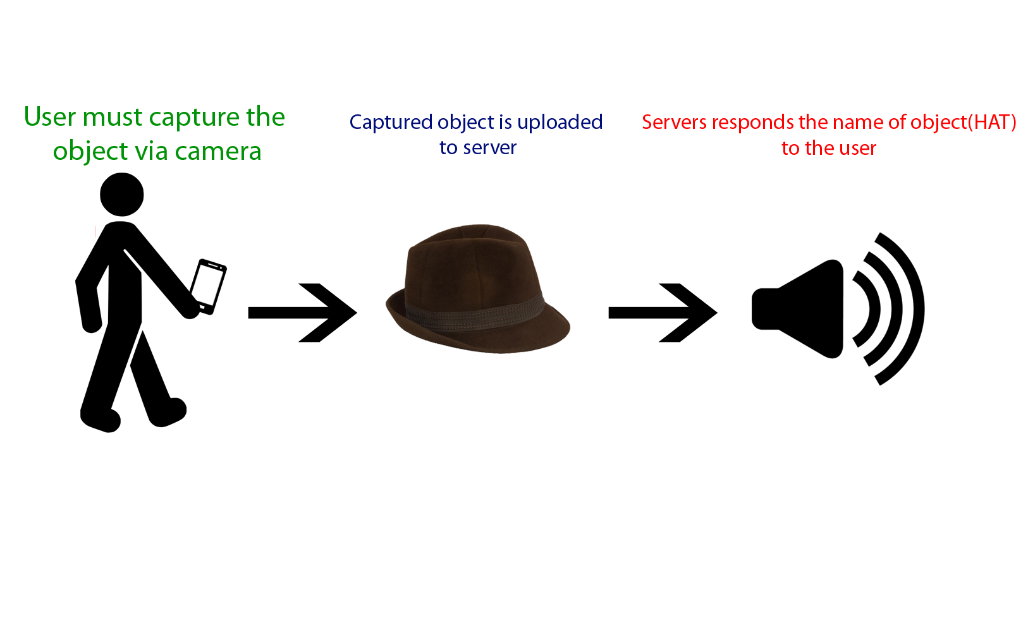 User must capture the
object via camera
Captured object is uploaded
to server
Servers responds the name of object(HAT)
to the user